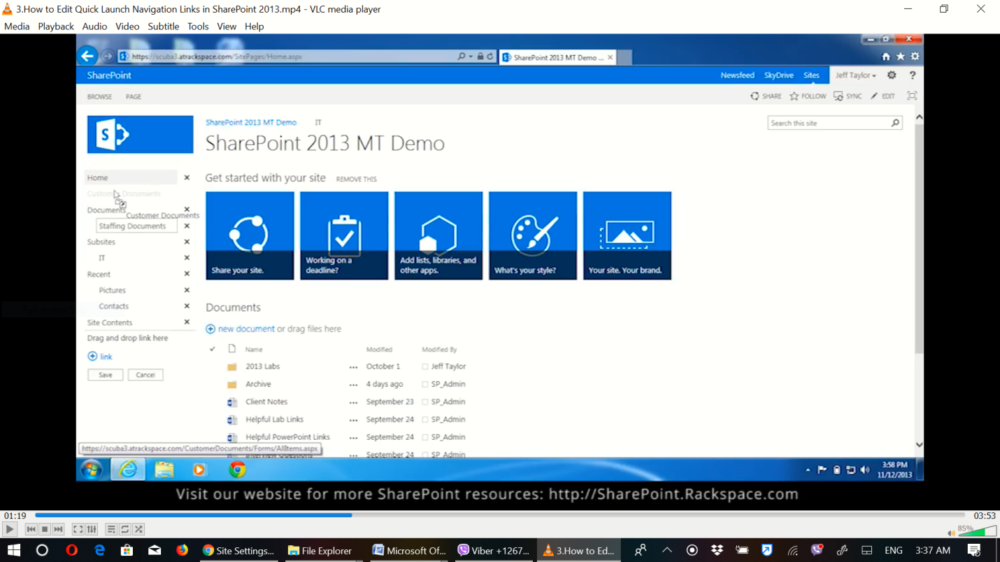 3.How to Edit Quick Launch Navigation Links in SharePoint 2013.mp4 - VLC media player
Media Playback Audio Video Subtitle Tools View Help
https://scuba3.atrackspace.com/SitePages/Home.aspx
SharePoint 2013 MT Demo ...
SharePoint
Newsfeed SkyDrive Sites Jeff Taylor ?
BROWSE PAGE
SHARE FOLLOW SYNC EDIT
S
SharePoint 2013 MT Demo IT
Search this site
SharePoint 2013 MT Demo
Home
Customer Documents
Documents
Customer Documents
Staffing Documents
Subsites
IT
Recent
Pictures
Contacts
Site Contents
Drag and drop link here
link
Save Cancel
Get started with your site REMOVE THIS
Share your site.
Working on a
deadline?
Add lists, libraries, and
other apps.
What's your style?
Your site. Your brand.
Documents
new document or drag files here
Name Modified Modified By
2013 Labs ... October 1 Jeff Taylor
Archive ... 4 days ago SP_Admin
Client Notes ... September 23 SP_Admin
Helpful Lab Links ... September 24 SP_Admin
Helpful PowerPoint Links ... September 24 SP_Admin
Interview Questions ... September 24 SP_Admin
https://scuba3.atrackspace.com/CustomerDocuments/Forms/AllItems.aspx
3:58 PM
11/12/2013
Visit our website for more SharePoint resources: http://SharePoint.Rackspace.com
01:19 03:53
85%
Site Settings... File Explorer Microsoft Of... Viber +1267... 3.How to Ed... ENG 3:37 AM